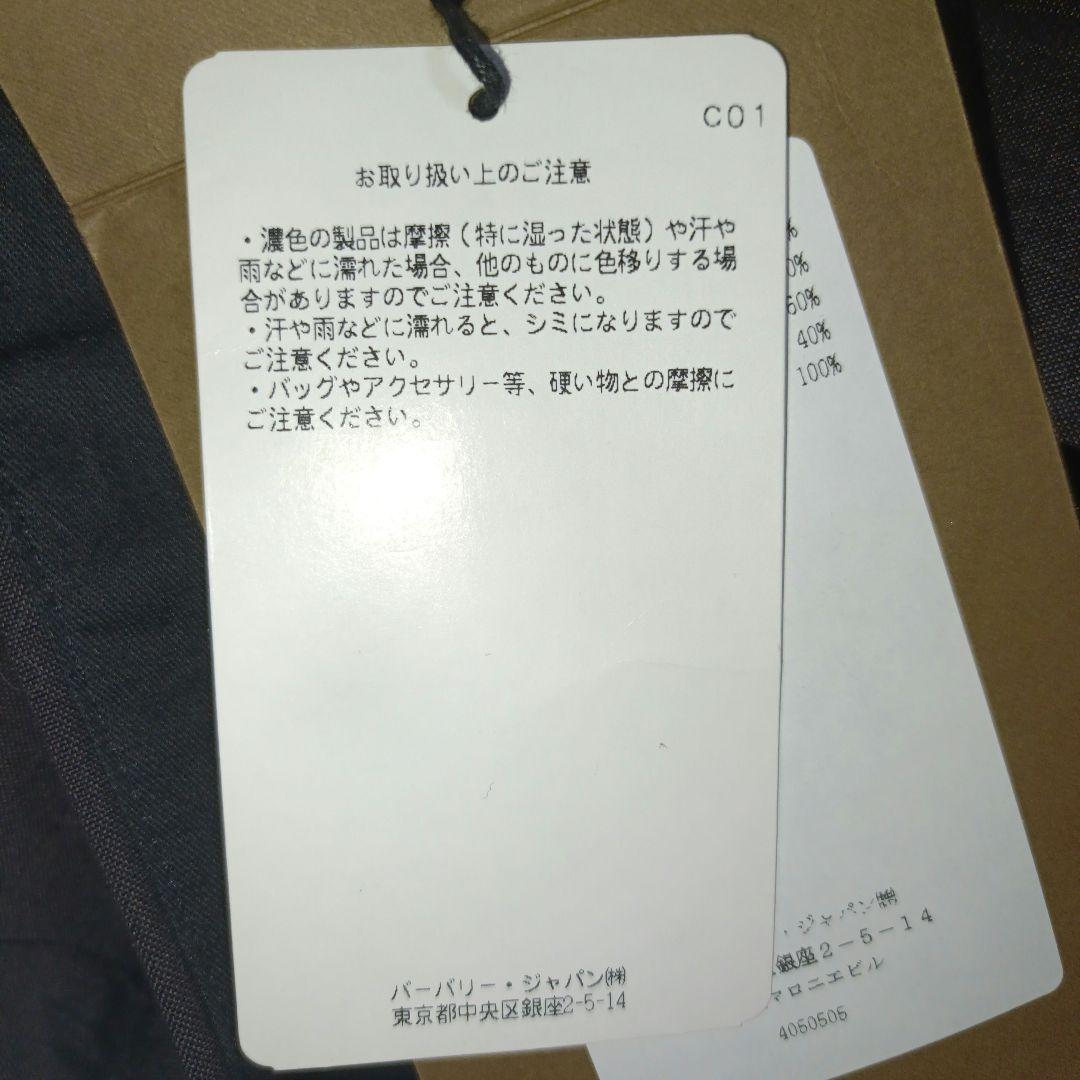 C01
お取り扱い上のご注意
・濃色の製品は摩擦（特に湿った状態）や汗や
雨などに濡れた場合、他のものに色移りする場
合がありますのでご注意ください。
・汗や雨などに濡れると、シミになりますので
ご注意ください。
・バッグやアクセサリー等、硬い物との摩擦に
ご注意ください。
バーバリー・ジャパン㈱
東京都中央区銀座2-5-14
%
0%
60%
40%
100%
・ジャパン㈱
銀座2－5－14
マロニエビル
4050505